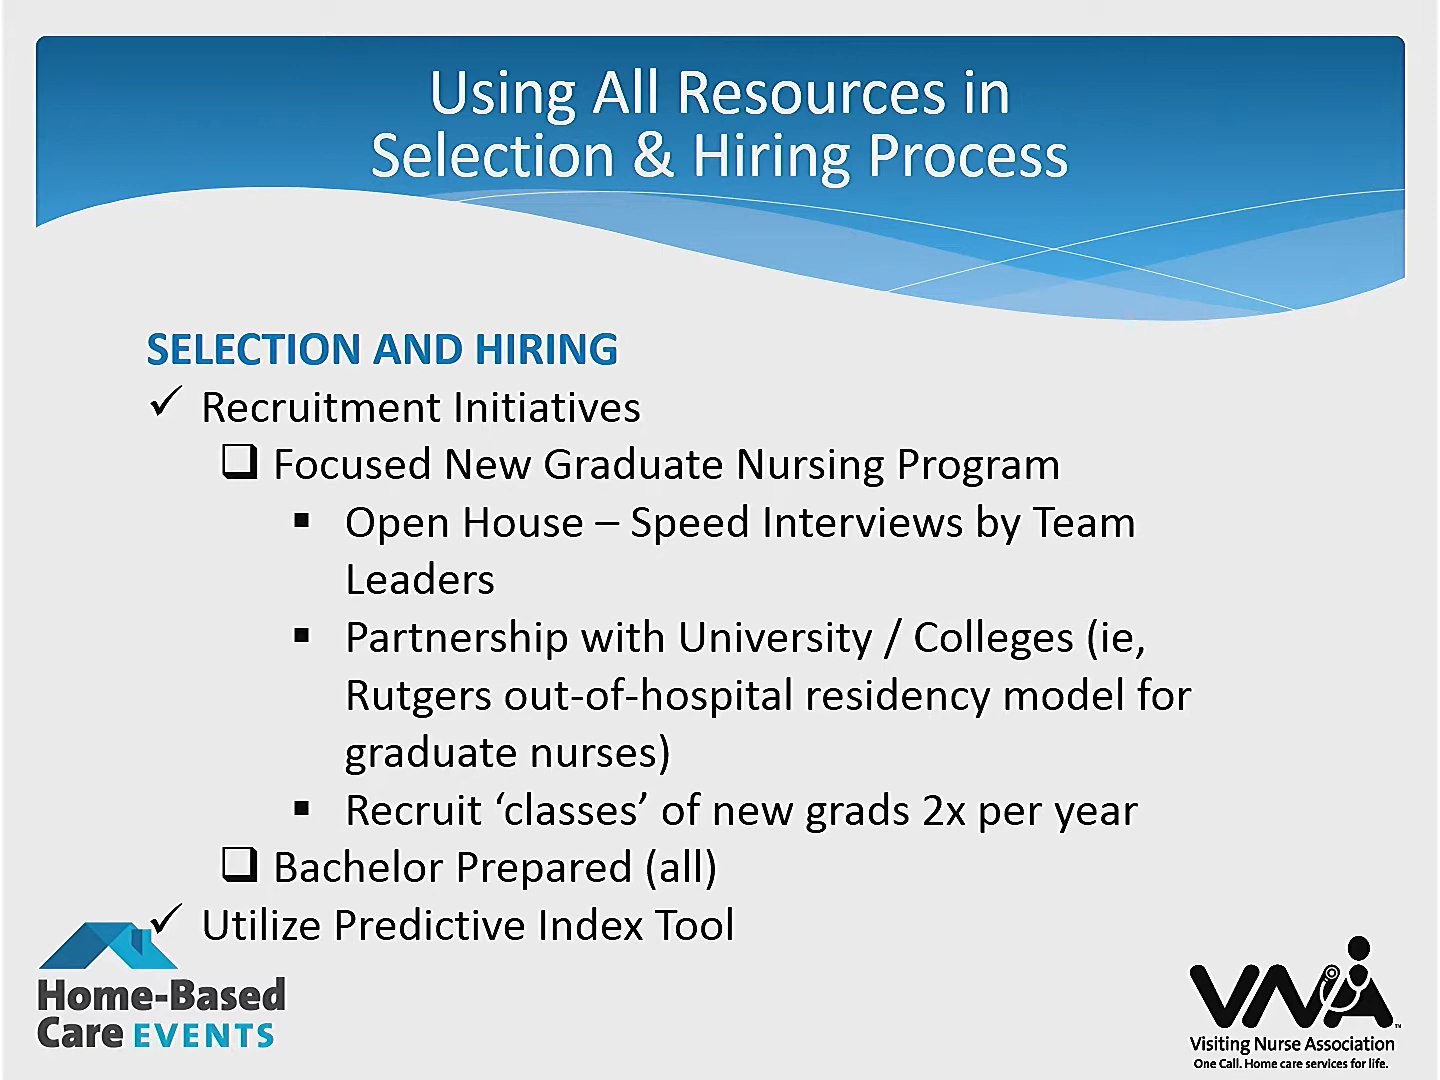 Using All Resources in
Selection & Hiring Process
SELECTION AND HIRING
✓ Recruitment Initiatives
❑ Focused New Graduate Nursing Program
▪ Open House – Speed Interviews by Team
Leaders
▪ Partnership with University / Colleges (ie,
Rutgers out-of-hospital residency model for
graduate nurses)
▪ Recruit ‘classes’ of new grads 2x per year
❑ Bachelor Prepared (all)
✓ Utilize Predictive Index Tool
Home-Based
Care EVENTS
VNA™
Visiting Nurse Association
One Call. Home care services for life.